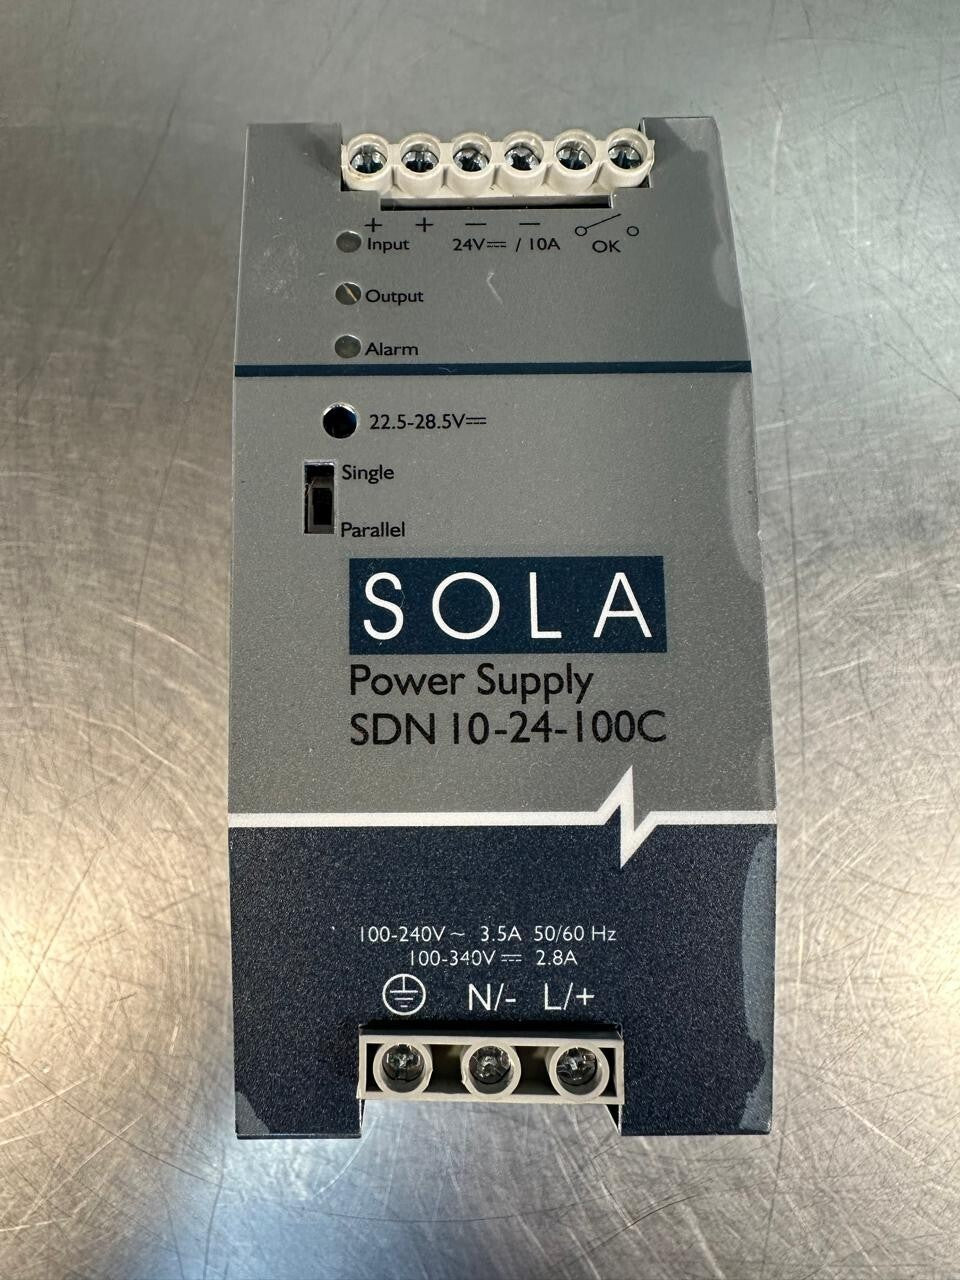 + + — —
Input 24V⎓ / 10A OK
Output
Alarm
22.5-28.5V⎓
Single
Parallel
SOLA
Power Supply
SDN 10-24-100C
100-240V ~ 3.5A 50/60 Hz
100-340V ⎓ 2.8A
N/- L/+